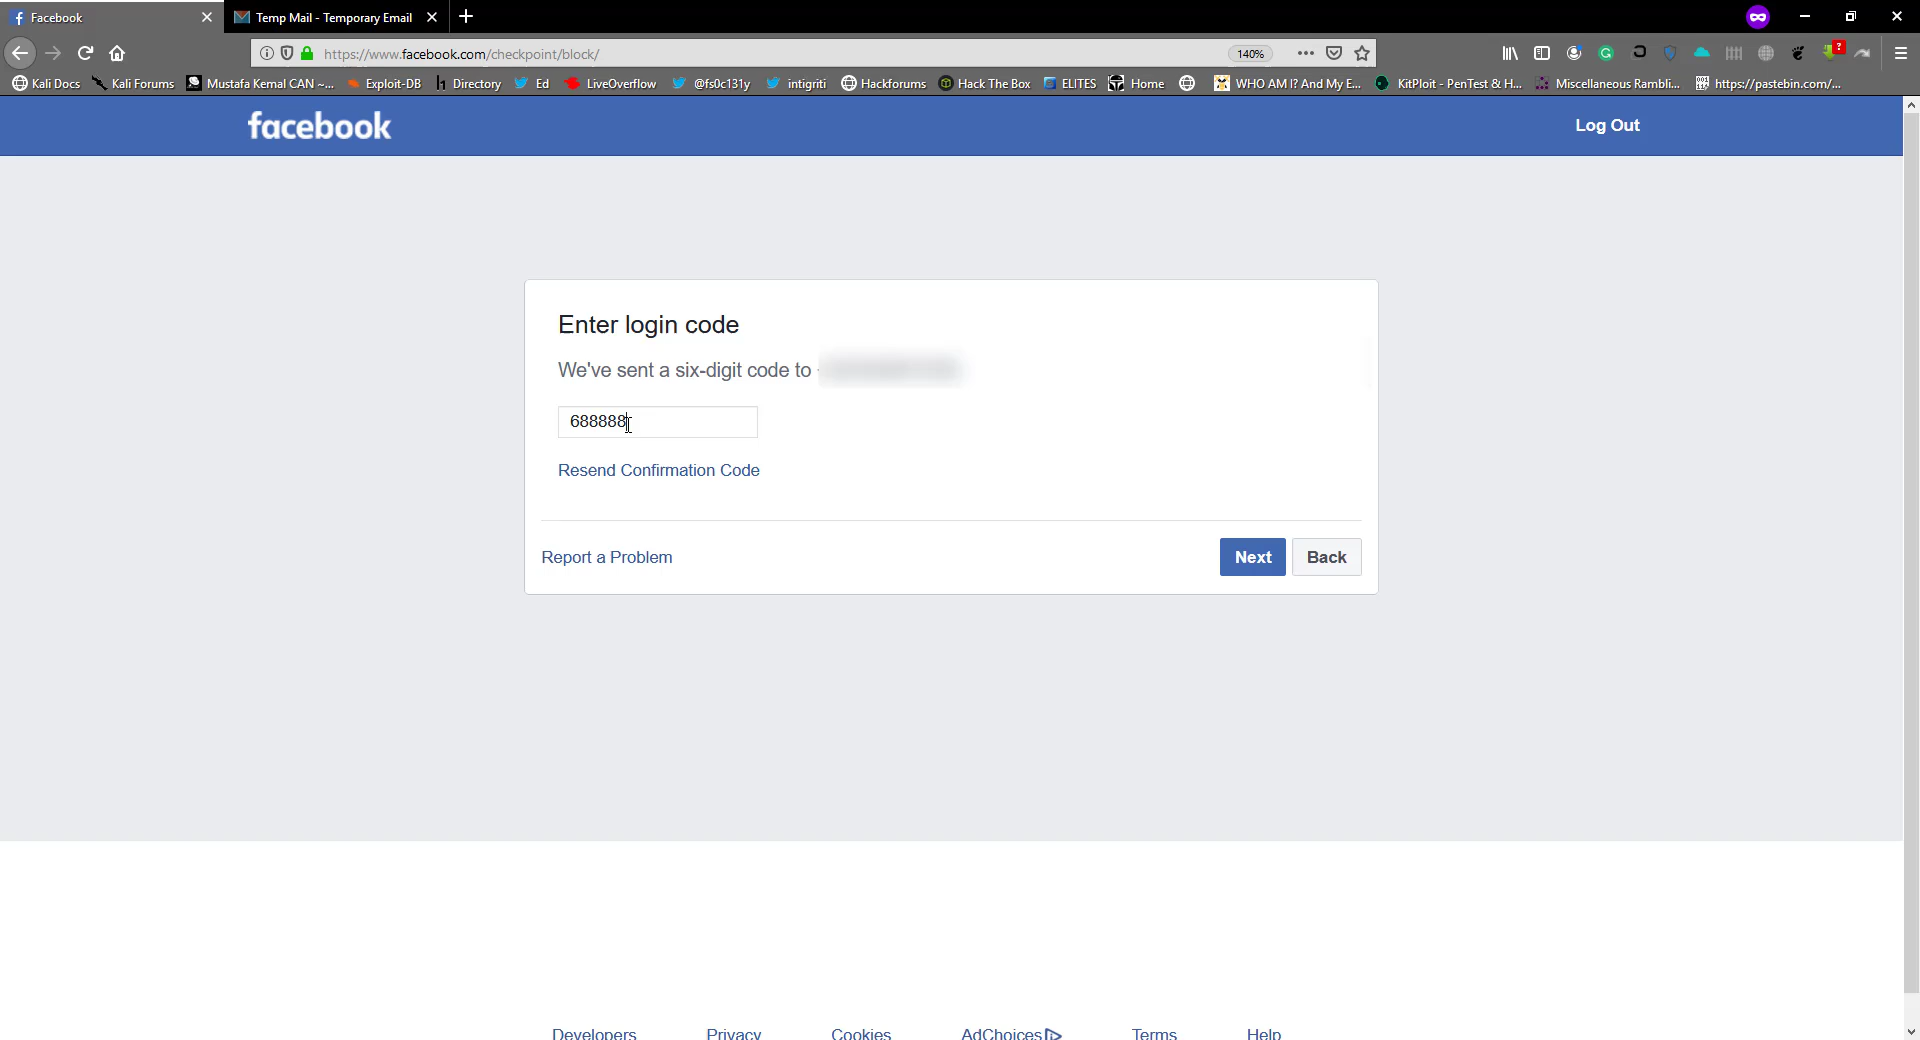 Facebook
Temp Mail - Temporary Email
https://www.facebook.com/checkpoint/block/
140%
Kali Docs
Kali Forums
Mustafa Kemal CAN ~...
Exploit-DB
Directory
Ed
LiveOverflow
@fs0c131y
intigriti
Hackforums
Hack The Box
ELITES
Home
WHO AM I? And My E...
KitPloit - PenTest & H...
Miscellaneous Rambli...
https://pastebin.com/...
facebook
Log Out
Enter login code
We've sent a six-digit code to
688888
Resend Confirmation Code
Report a Problem
Next
Back
Developers
Privacy
Cookies
AdChoices
Terms
Help